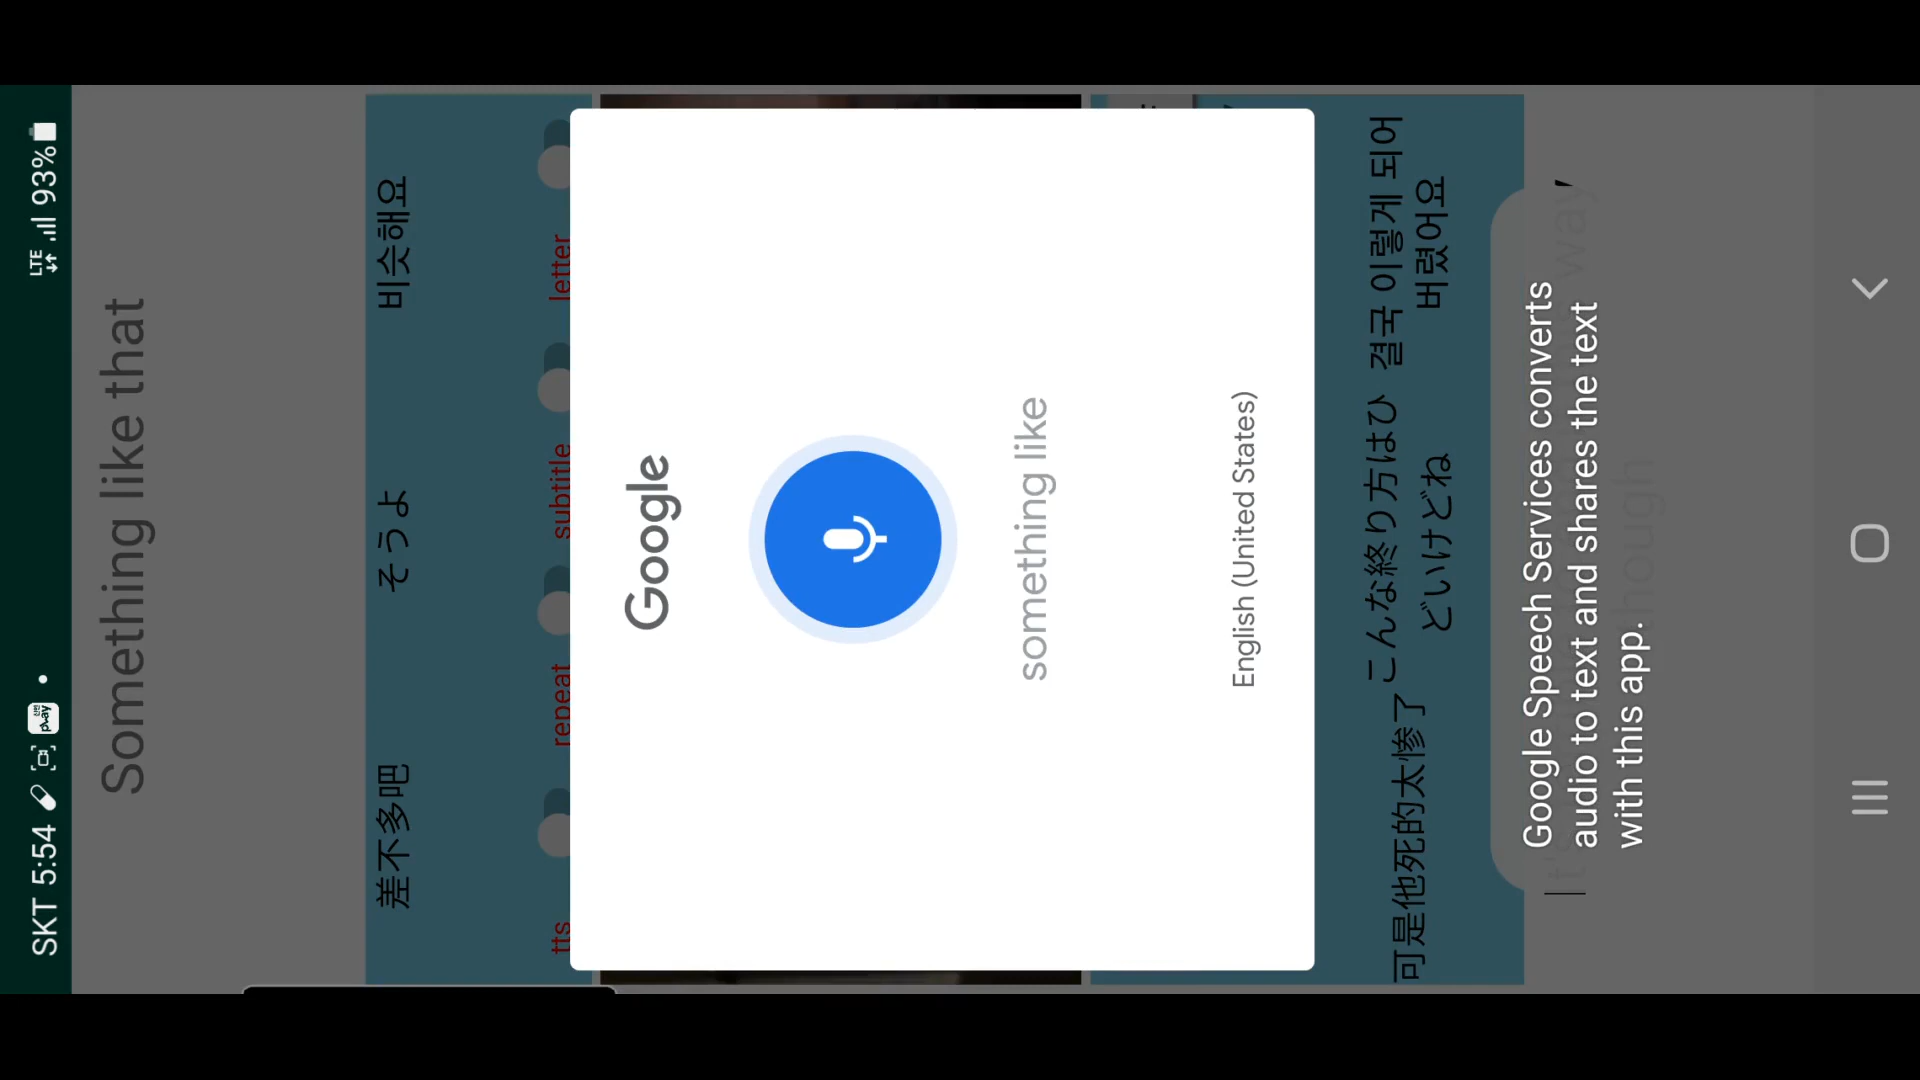 SKT 5:54
LTE 93%
Something like that
差不多吧
そうよ
비슷해요
tts
repeat
subtitle
letter
Google
something like
English (United States)
可是他死的太惨了
こんな終り方はひ
どいけどね
결국 이렇게 되어
버렸어요
Google Speech Services converts
audio to text and shares the text
with this app.